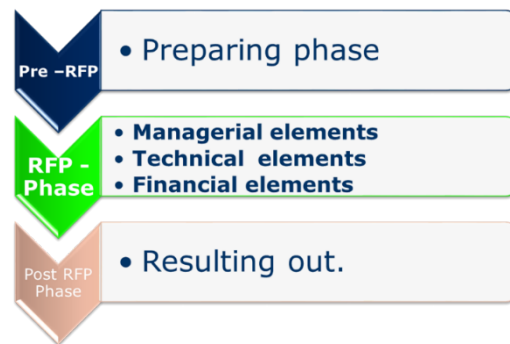 Pre –RFP
• Preparing phase
RFP -
Phase
• Managerial elements
• Technical elements
• Financial elements
Post RFP
Phase
• Resulting out.